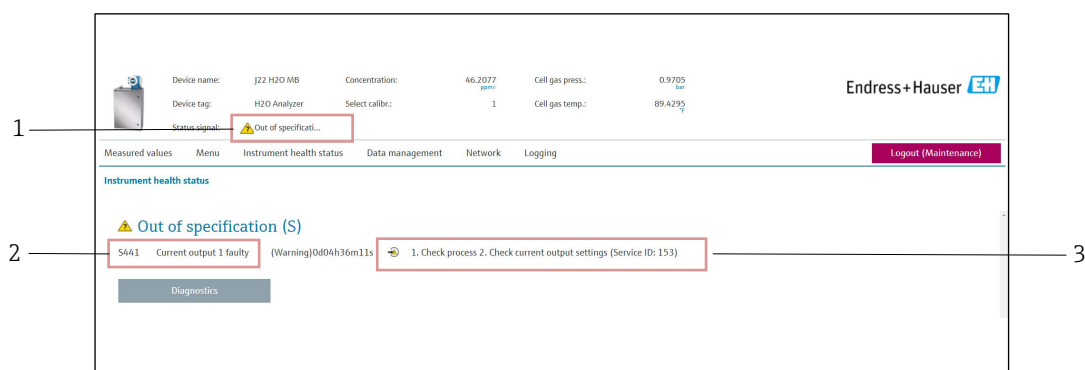 Device name: J22 H2O MB Concentration: 46.2077 ppmv Cell gas press.: 0.9705 bar
Endress+Hauser EH
Device tag: H2O Analyzer Select calibr.: 1 Cell gas temp.: 89.4295 °F
1
Status signal: Out of specificati...
Measured values Menu Instrument health status Data management Network Logging Logout (Maintenance)
Instrument health status
Out of specification (S)
2 S441 Current output 1 faulty (Warning)0d04h36m11s 1. Check process 2. Check current output settings (Service ID: 153) 3
Diagnostics